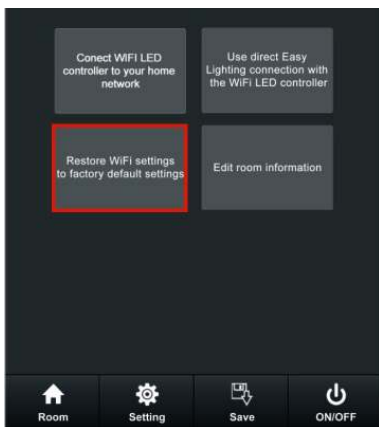 Conect WIFI LED
controller to your home
network
Use direct Easy
Lighting connection with
the WiFi LED controller
Restore WiFi settings
to factory default settings
Edit room information
Room
Setting
Save
ON/OFF